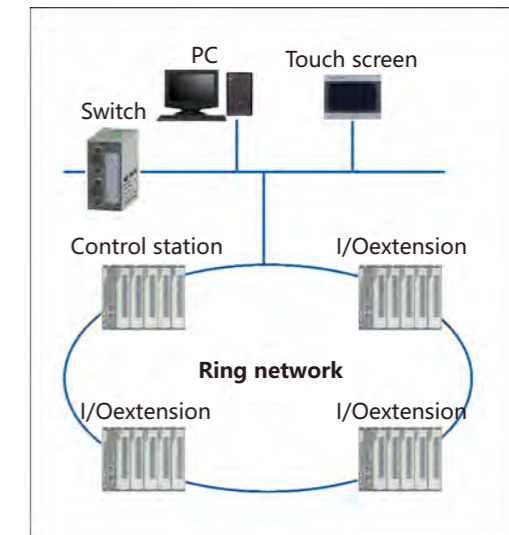 PC
Touch screen
Switch
Control station
I/Oextension
Ring network
I/Oextension
I/Oextension